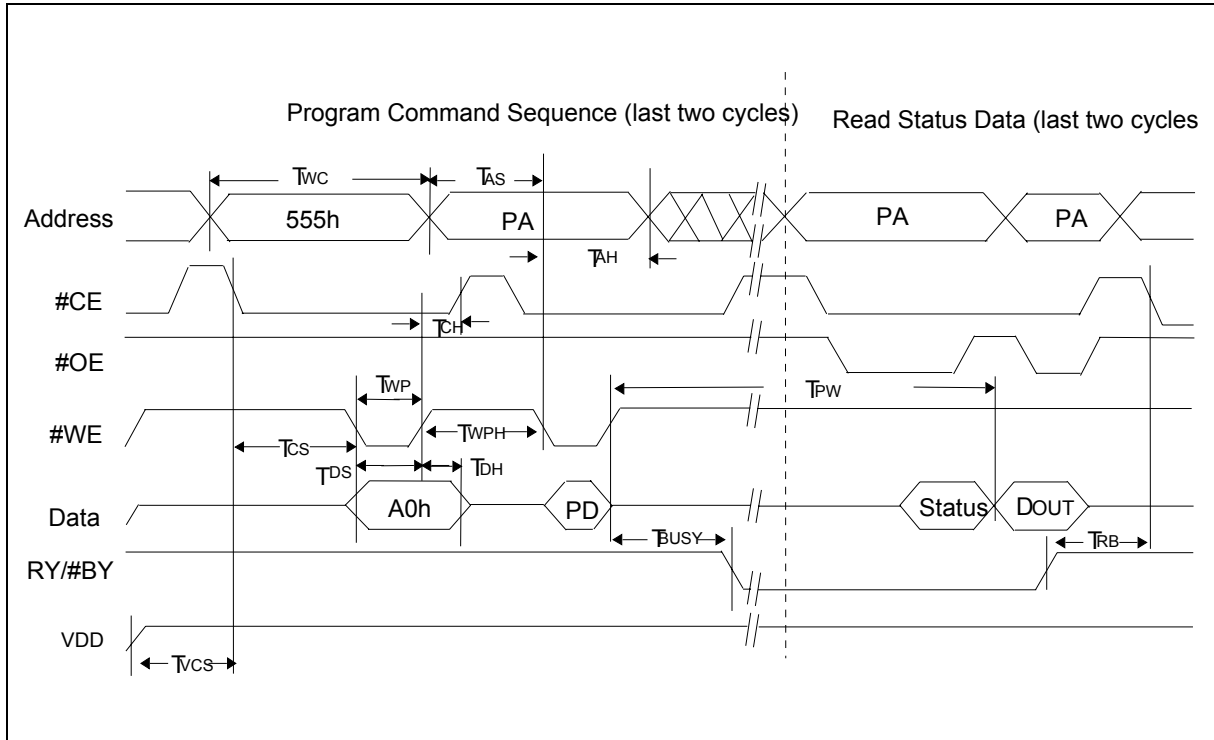 Program Command Sequence (last two cycles)
Read Status Data (last two cycles
TWC
TAS
Address
555h
PA
PA
PA
TAH
#CE
TCH
#OE
TWP
TPW
#WE
TWPH
TCS
TDS
TDH
Data
A0h
PD
Status
DOUT
TBUSY
TRB
RY/#BY
VDD
TVCS